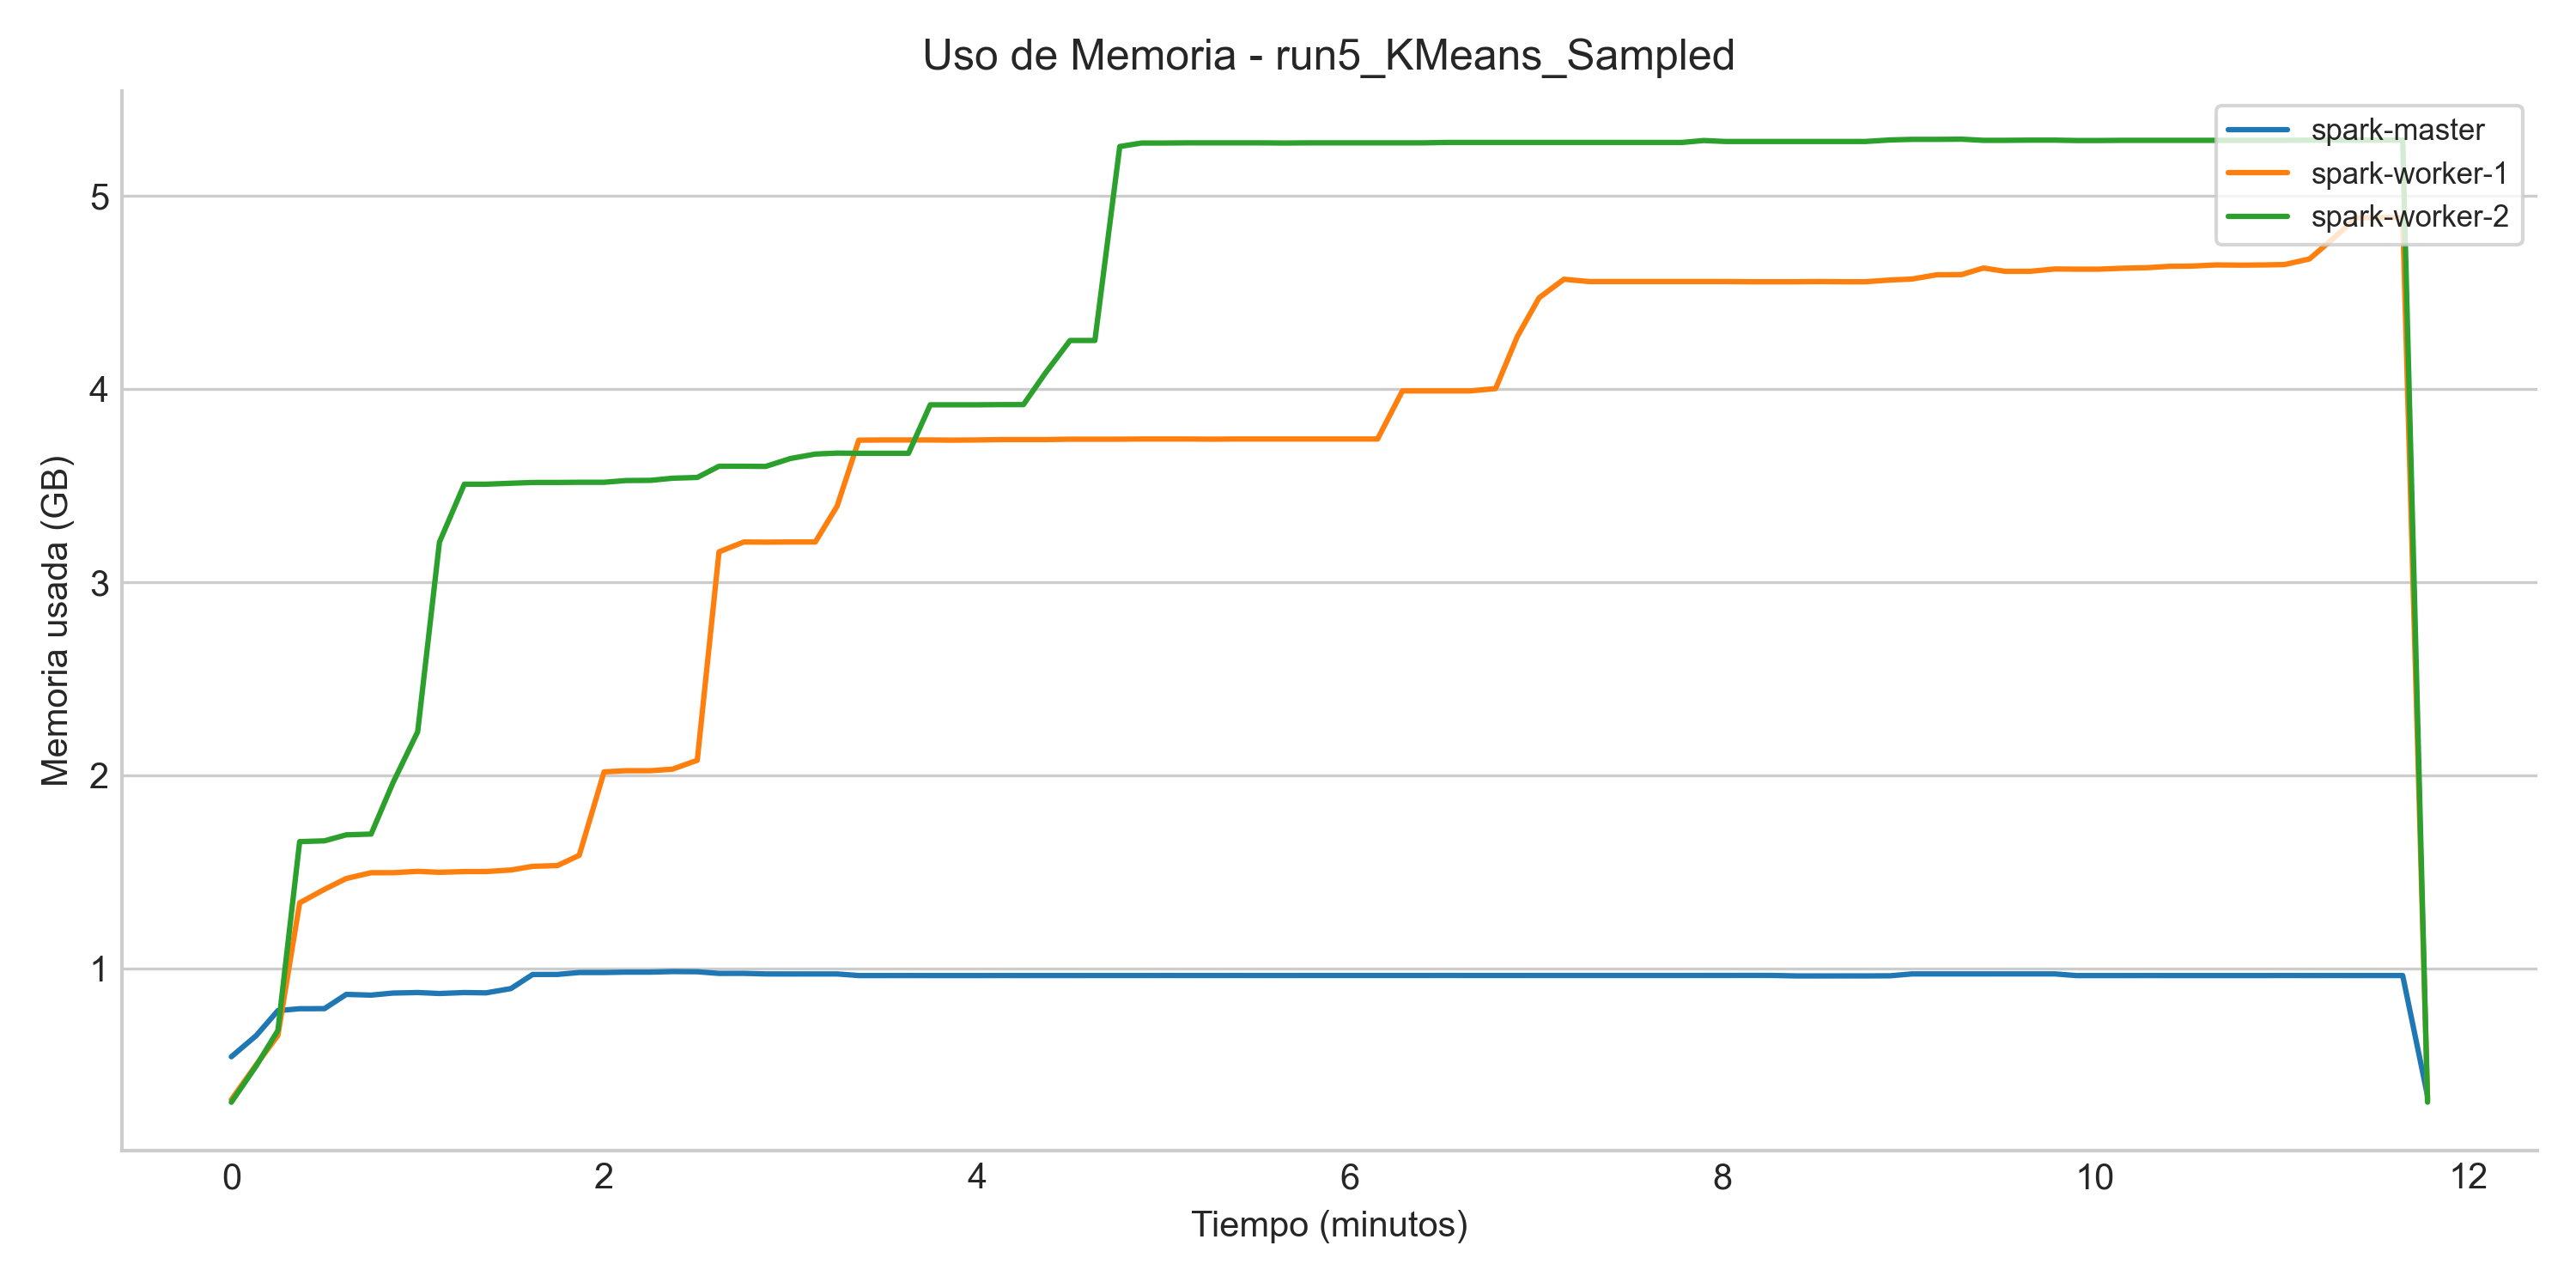 Uso de Memoria - run5_KMeans_Sampled
spark-master
spark-worker-1
spark-worker-2
Memoria usada (GB)
5
4
3
2
1
0 2 4 6 8 10 12
Tiempo (minutos)